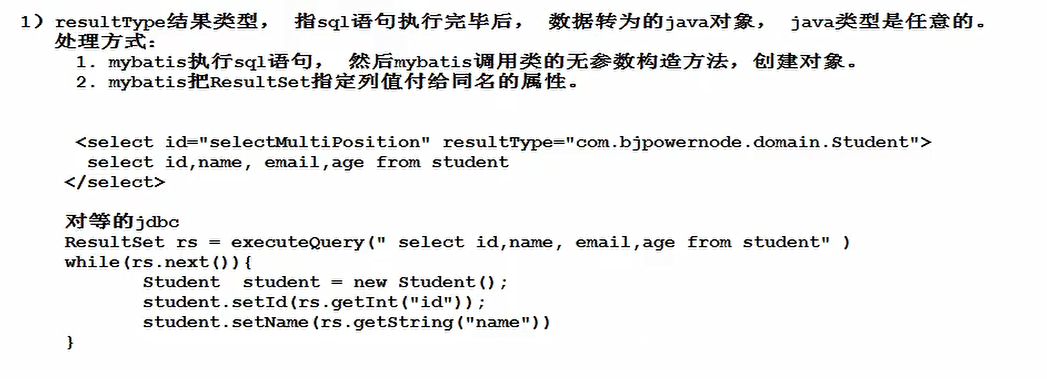 1) resultType结果类型， 指sql语句执行完毕后， 数据转为的java对象， java类型是任意的。
处理方式：
1. mybatis执行sql语句， 然后mybatis调用类的无参数构造方法，创建对象。
2. mybatis把ResultSet指定列值付给同名的属性。
<select id="selectMultiPosition" resultType="com.bjpowernode.domain.Student">
select id,name, email,age from student
</select>
对等的jdbc
ResultSet rs = executeQuery(" select id,name, email,age from student" )
while(rs.next()){
Student  student = new Student();
student.setId(rs.getInt("id"));
student.setName(rs.getString("name"))
}